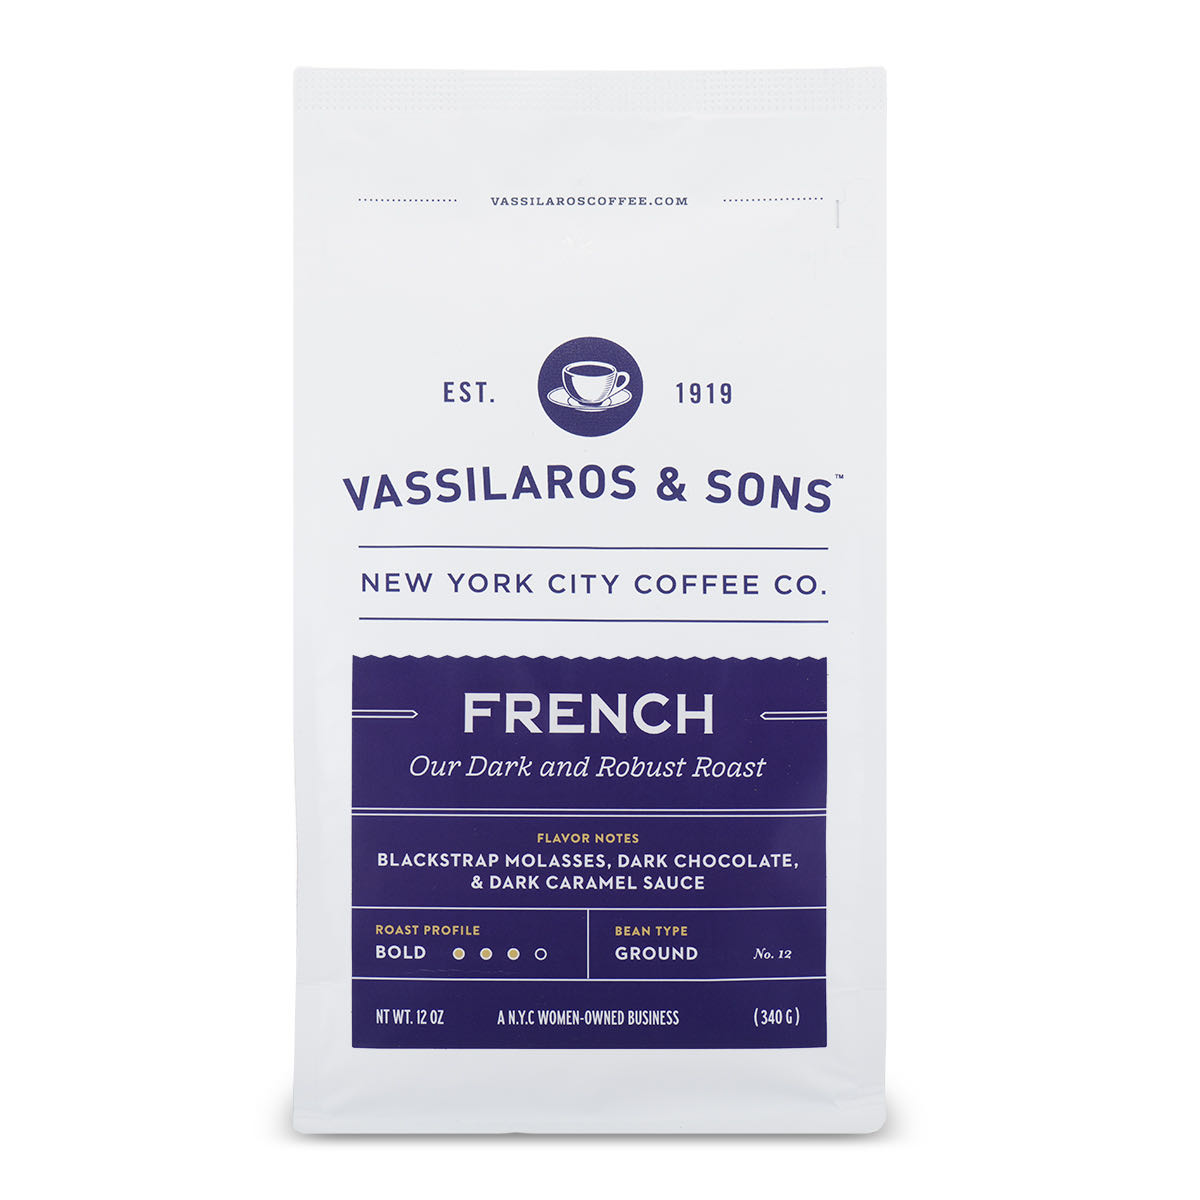 VASSILAROSCOFFEE.COM
EST. 1919
VASSILAROS & SONS™
NEW YORK CITY COFFEE CO.
FRENCH
Our Dark and Robust Roast
FLAVOR NOTES
BLACKSTRAP MOLASSES, DARK CHOCOLATE,
& DARK CARAMEL SAUCE
ROAST PROFILE
BOLD
BEAN TYPE
GROUND No. 12
NT WT. 12 OZ A N.Y.C WOMEN-OWNED BUSINESS (340 G)